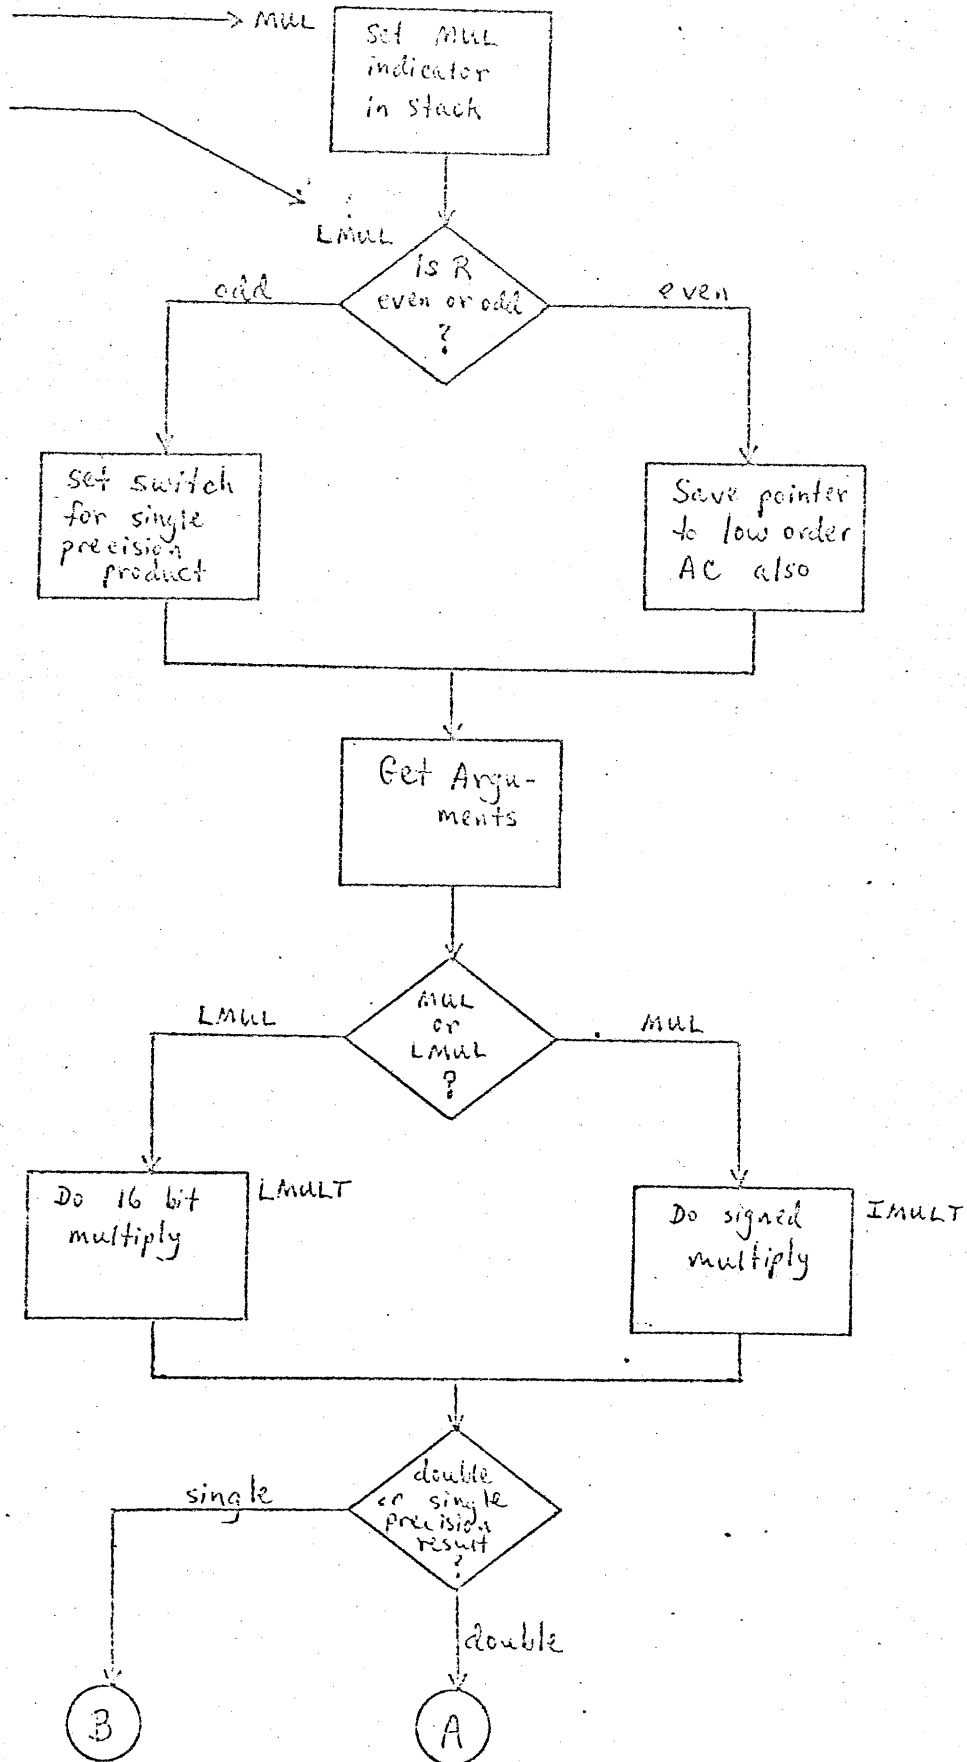 MUL
Set MUL
indicator
in stack
LMUL
Is R
even or odd
?
odd
even
set switch
for single
precision
product
Save pointer
to low order
AC also
Get Argu-
ments
MUL
or
LMUL
?
LMUL
MUL
Do 16 bit
multiply
LMULT
Do signed
multiply
IMULT
double
or single
precision
result
?
single
double
B
A